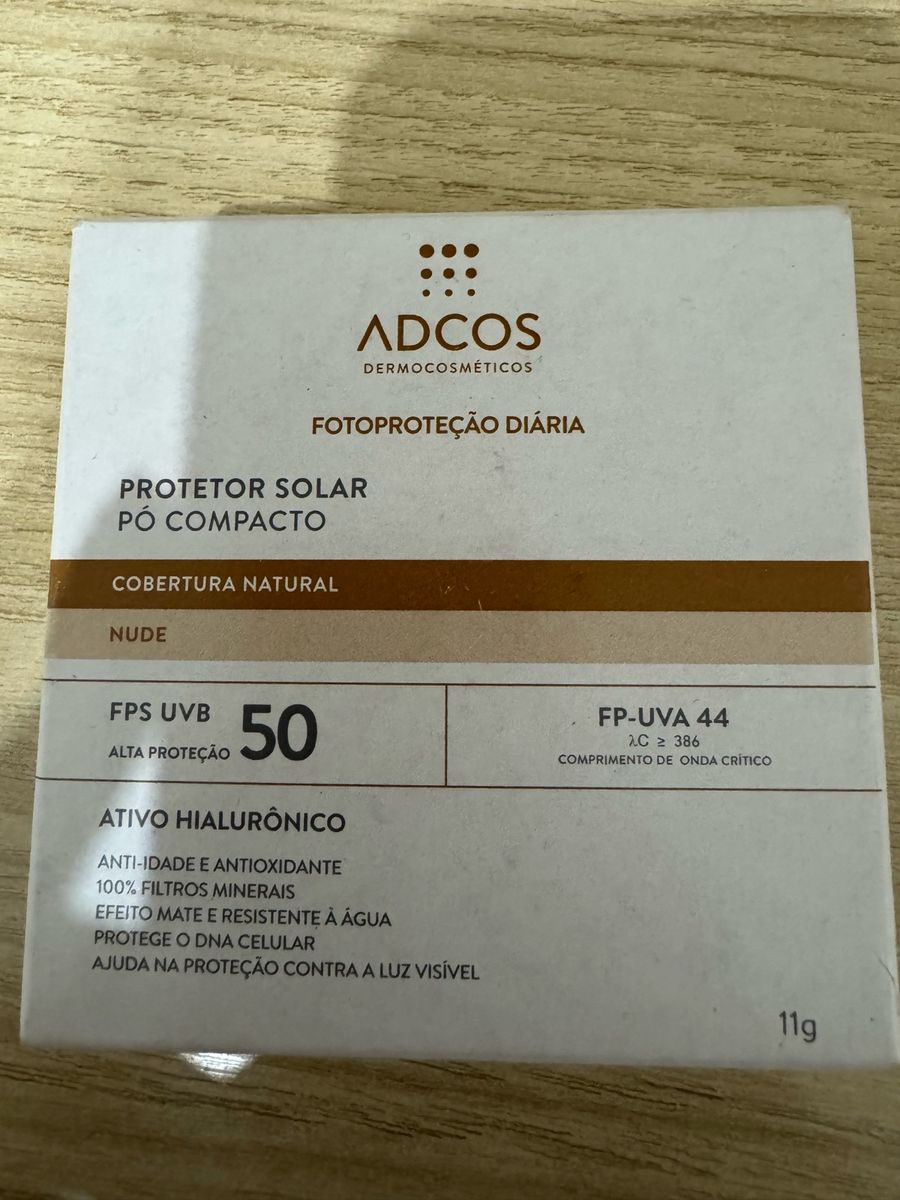 ADCOS
DERMOCOSMÉTICOS
FOTOPROTEÇÃO DIÁRIA
PROTETOR SOLAR
PÓ COMPACTO
COBERTURA NATURAL
NUDE
FPS UVB 50
ALTA PROTEÇÃO
FP-UVA 44
λC ≥ 386
COMPRIMENTO DE ONDA CRÍTICO
ATIVO HIALURÔNICO
ANTI-IDADE E ANTIOXIDANTE
100% FILTROS MINERAIS
EFEITO MATE E RESISTENTE À ÁGUA
PROTEGE O DNA CELULAR
AJUDA NA PROTEÇÃO CONTRA A LUZ VISÍVEL
11g